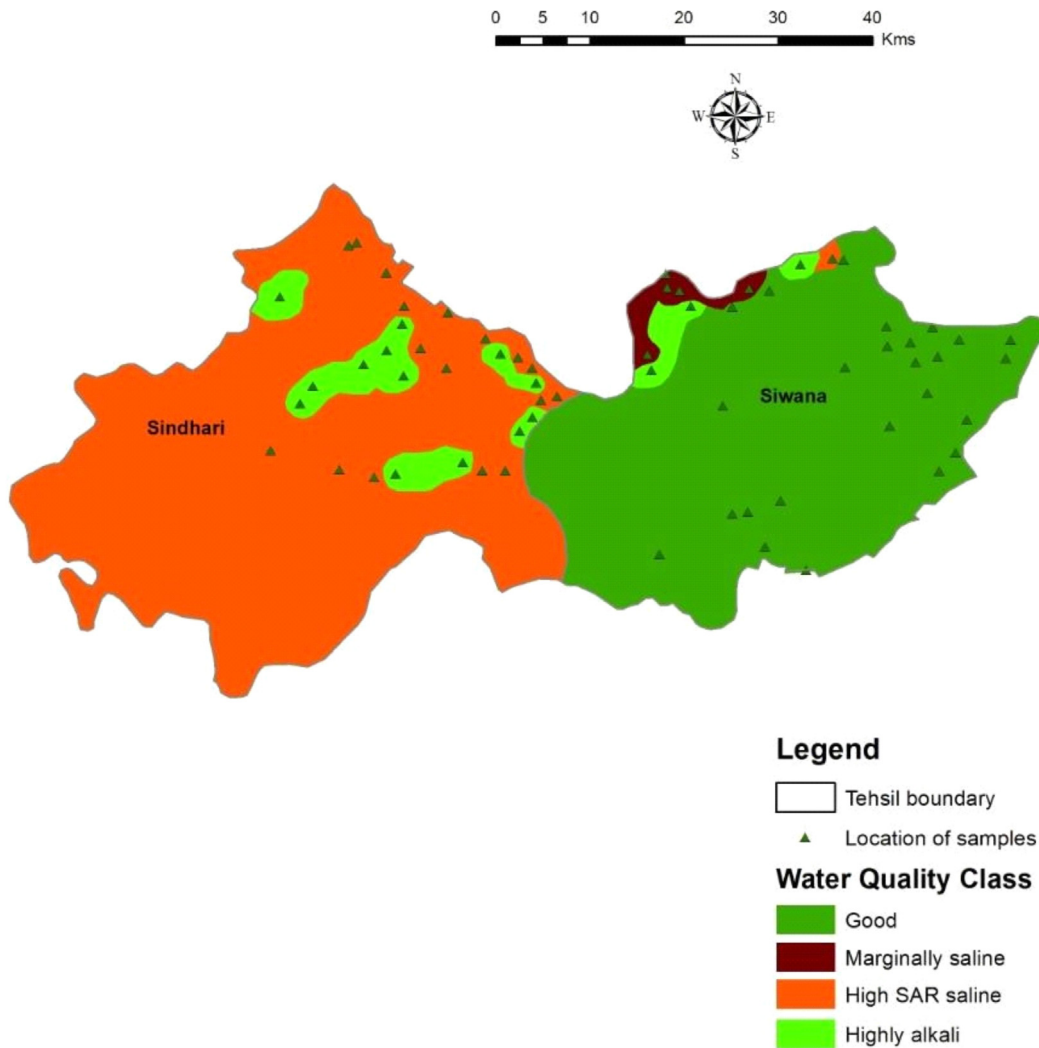 0 5 10 20 30 40
Kms
N
W E
S
Sindhari
Siwana
Legend
Tehsil boundary
Location of samples
Water Quality Class
Good
Marginally saline
High SAR saline
Highly alkali